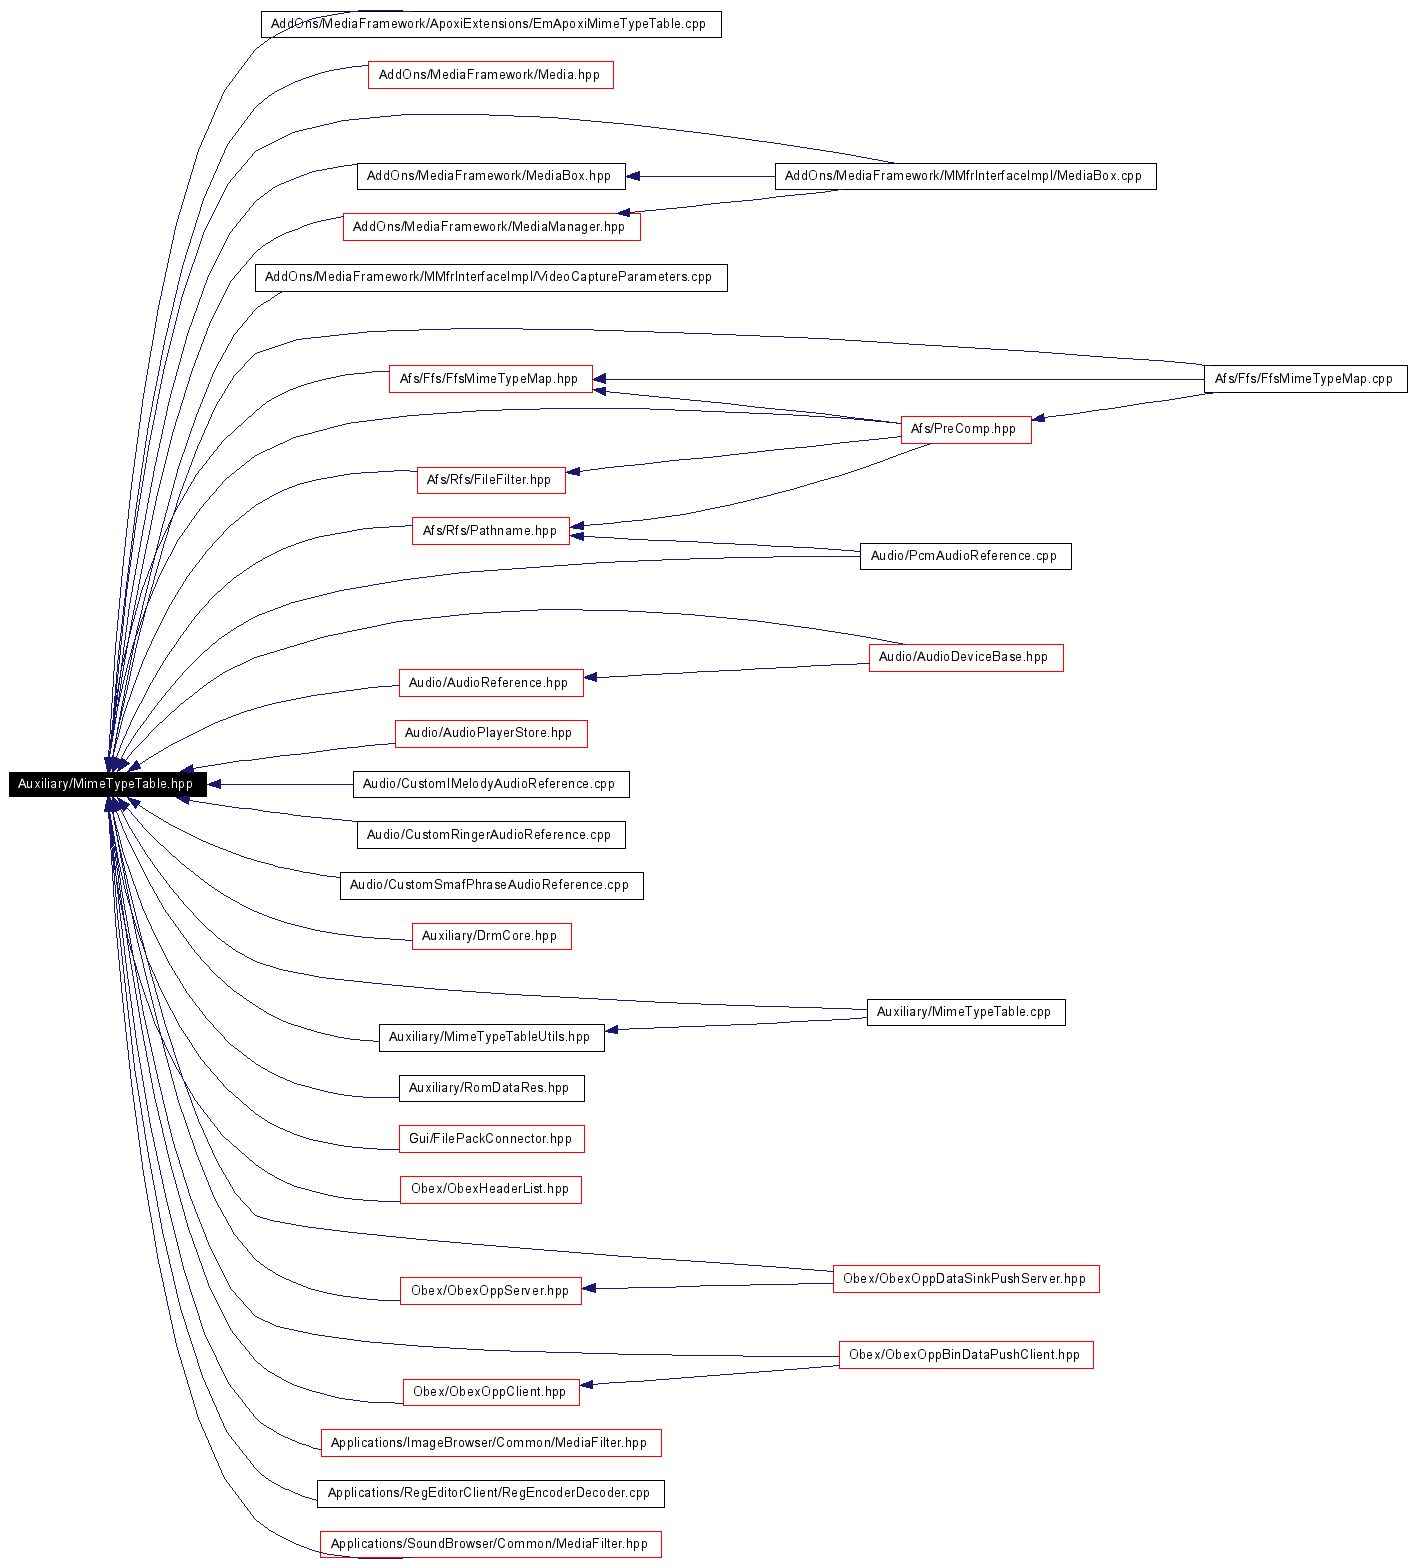 AddOns/MediaFramework/ApoxiExtensions/EmApoxiMimeTypeTable.cpp
AddOns/MediaFramework/Media.hpp
AddOns/MediaFramework/MediaBox.hpp
AddOns/MediaFramework/MMfrInterfaceImpl/MediaBox.cpp
AddOns/MediaFramework/MediaManager.hpp
AddOns/MediaFramework/MMfrInterfaceImpl/VideoCaptureParameters.cpp
Afs/Ffs/FfsMimeTypeMap.hpp
Afs/Ffs/FfsMimeTypeMap.cpp
Afs/PreComp.hpp
Afs/Rfs/FileFilter.hpp
Afs/Rfs/Pathname.hpp
Audio/PcmAudioReference.cpp
Audio/AudioDeviceBase.hpp
Audio/AudioReference.hpp
Audio/AudioPlayerStore.hpp
Auxiliary/MimeTypeTable.hpp
Audio/CustomIMelodyAudioReference.cpp
Audio/CustomRingerAudioReference.cpp
Audio/CustomSmafPhraseAudioReference.cpp
Auxiliary/DrmCore.hpp
Auxiliary/MimeTypeTable.cpp
Auxiliary/MimeTypeTableUtils.hpp
Auxiliary/RomDataRes.hpp
Gui/FilePackConnector.hpp
Obex/ObexHeaderList.hpp
Obex/ObexOppDataSinkPushServer.hpp
Obex/ObexOppServer.hpp
Obex/ObexOppBinDataPushClient.hpp
Obex/ObexOppClient.hpp
Applications/ImageBrowser/Common/MediaFilter.hpp
Applications/RegEditorClient/RegEncoderDecoder.cpp
Applications/SoundBrowser/Common/MediaFilter.hpp